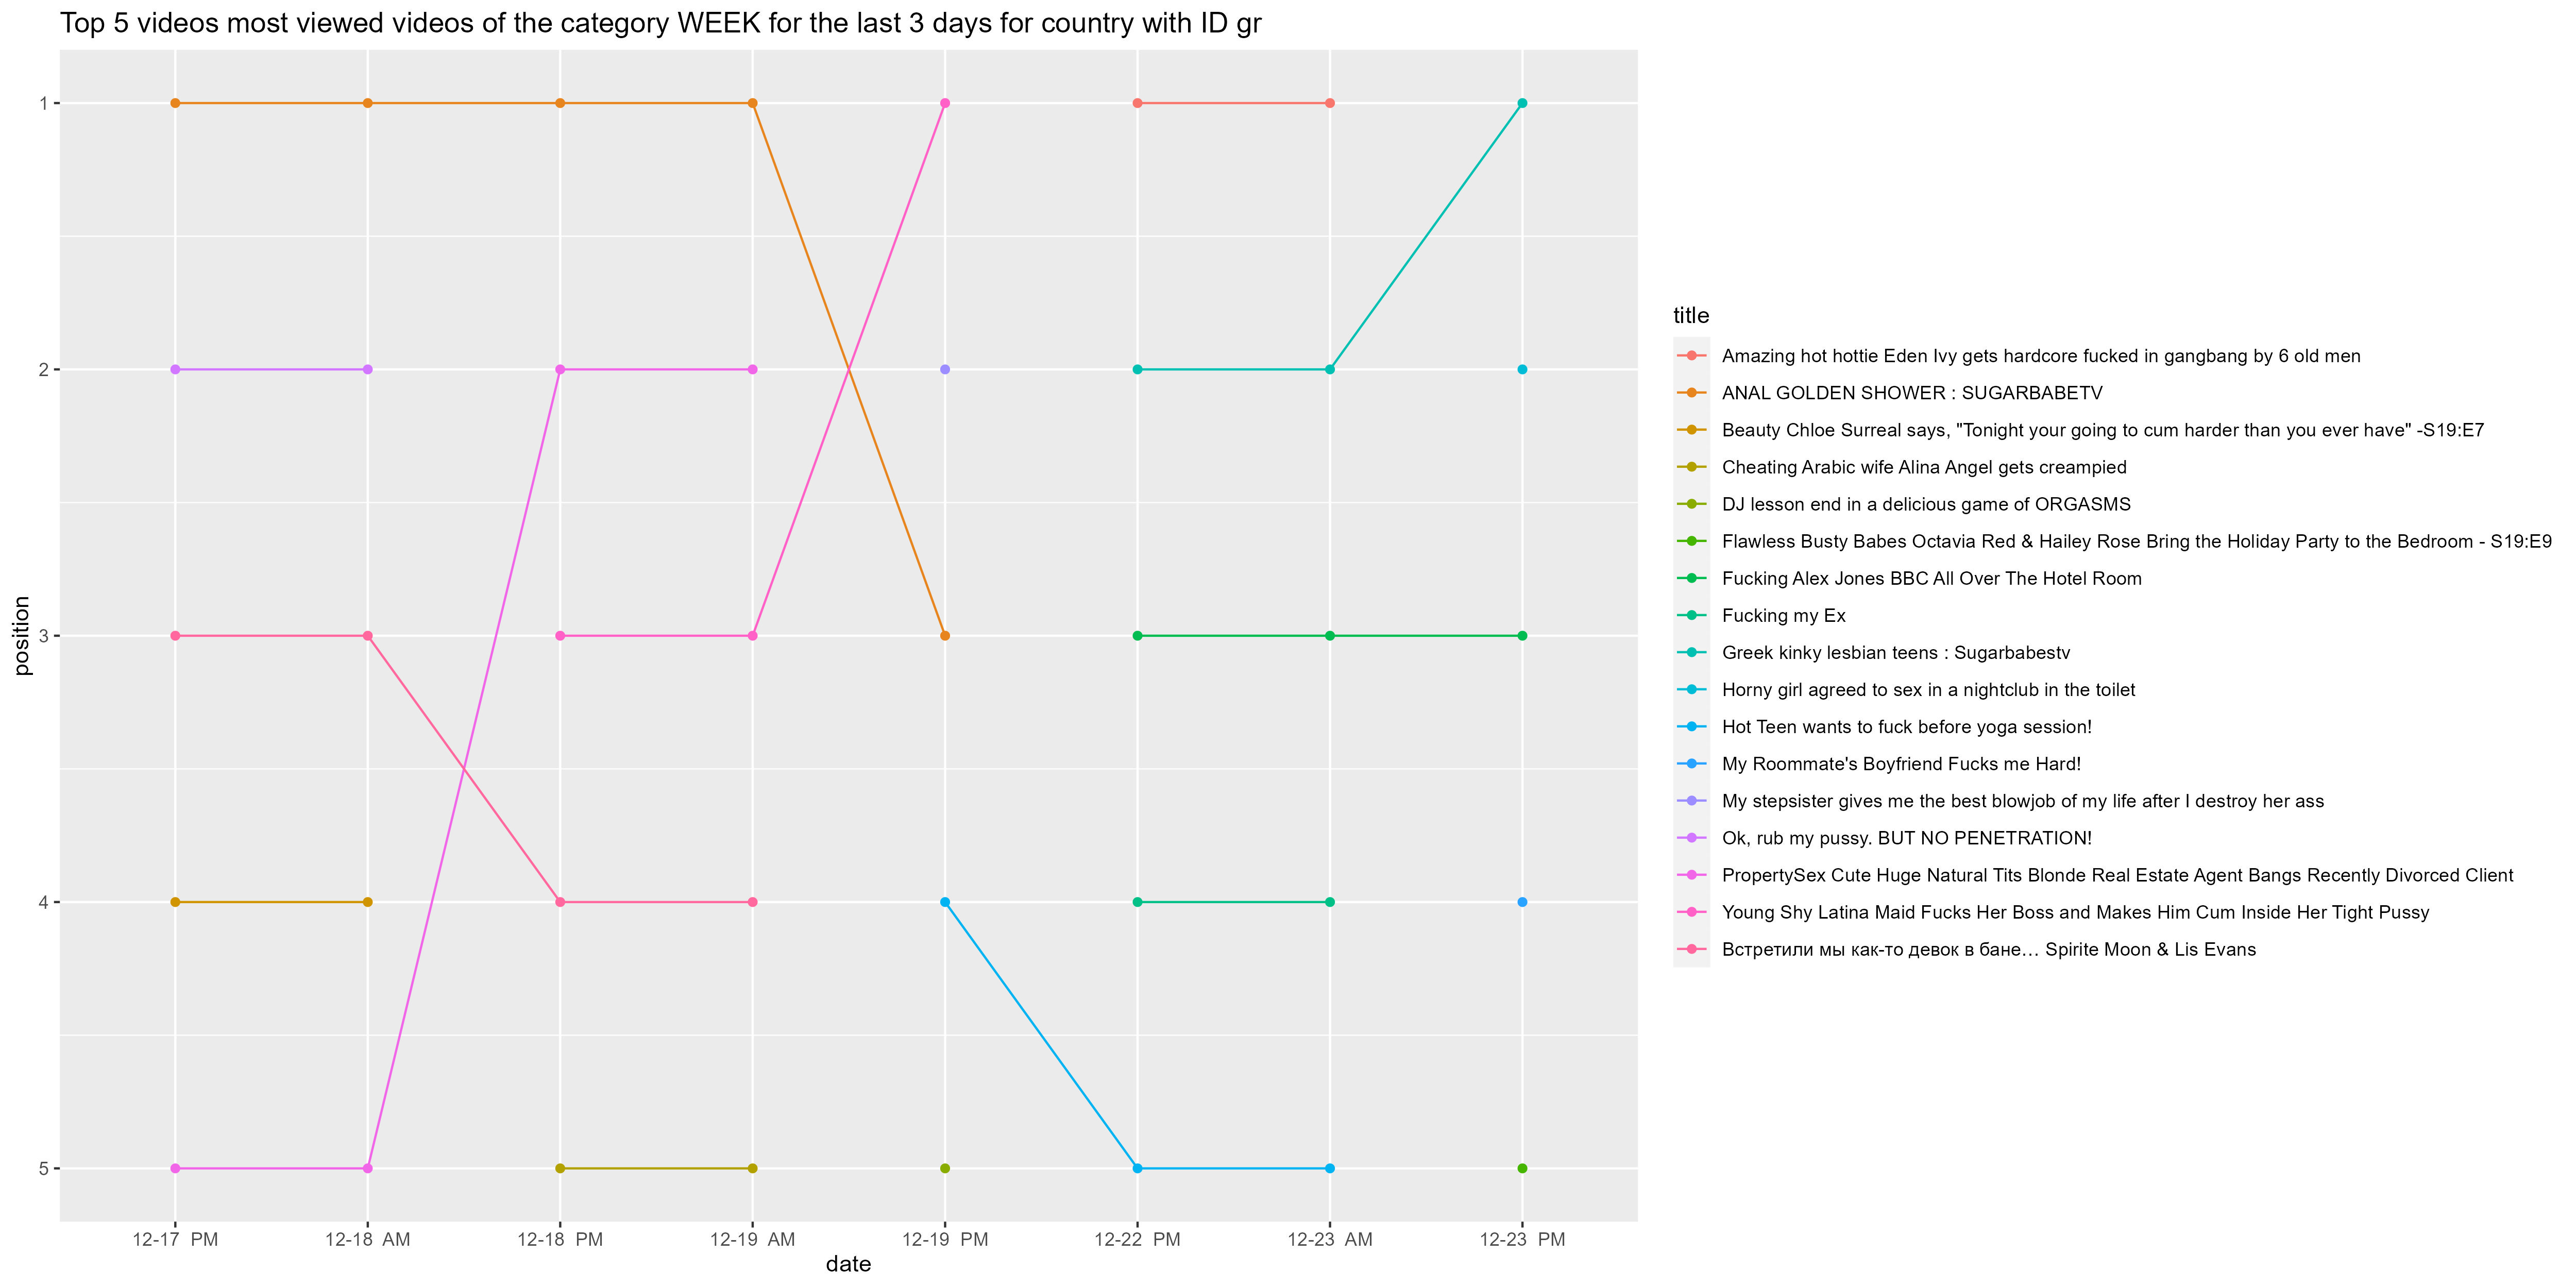 Top 5 videos most viewed videos of the category WEEK for the last 3 days for country with ID gr
position
1
2
3
4
5
12-17 PM
12-18 AM
12-18 PM
12-19 AM
12-19 PM
12-22 PM
12-23 AM
12-23 PM
date
title
Amazing hot hottie Eden Ivy gets hardcore fucked in gangbang by 6 old men
ANAL GOLDEN SHOWER : SUGARBABETV
Beauty Chloe Surreal says, "Tonight your going to cum harder than you ever have" -S19:E7
Cheating Arabic wife Alina Angel gets creampied
DJ lesson end in a delicious game of ORGASMS
Flawless Busty Babes Octavia Red & Hailey Rose Bring the Holiday Party to the Bedroom - S19:E9
Fucking Alex Jones BBC All Over The Hotel Room
Fucking my Ex
Greek kinky lesbian teens : Sugarbabestv
Horny girl agreed to sex in a nightclub in the toilet
Hot Teen wants to fuck before yoga session!
My Roommate's Boyfriend Fucks me Hard!
My stepsister gives me the best blowjob of my life after I destroy her ass
Ok, rub my pussy. BUT NO PENETRATION!
PropertySex Cute Huge Natural Tits Blonde Real Estate Agent Bangs Recently Divorced Client
Young Shy Latina Maid Fucks Her Boss and Makes Him Cum Inside Her Tight Pussy
Встретили мы как-то девок в бане… Spirite Moon & Lis Evans